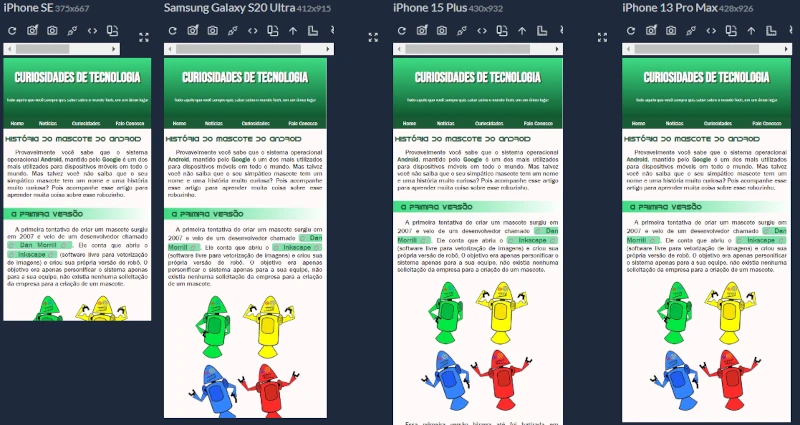 iPhone SE 375x667
CURIOSIDADES DE TECNOLOGIA
Tudo aquilo que você sempre quis saber sobre o mundo Tech, em um único lugar
Home Notícias Curiosidades Fale Conosco
HISTÓRIA DO MASCOTE DO ANDROID
Provavelmente você sabe que o sistema
operacional Android, mantido pelo Google é um dos
mais utilizados para dispositivos móveis em todo o
mundo. Mas talvez você não saiba que o seu
simpático mascote tem um nome e uma história
muito curiosa? Pois acompanhe esse artigo para
aprender muita coisa sobre esse robozinho.
A PRIMEIRA VERSÃO
A primeira tentativa de criar um mascote surgiu
em 2007 e veio de um desenvolvedor chamado
Dan Morrill. Ele conta que abriu o
Inkscape (software livre para vetorização
de imagens) e criou sua própria versão de robô. O
objetivo era apenas personificar o sistema apenas
para a sua equipe, não existia nenhuma solicitação
da empresa para a criação de um mascote.
Samsung Galaxy S20 Ultra 412x915
CURIOSIDADES DE TECNOLOGIA
Tudo aquilo que você sempre quis saber sobre o mundo Tech, em um único lugar
Home Notícias Curiosidades Fale Conosco
HISTÓRIA DO MASCOTE DO ANDROID
Provavelmente você sabe que o sistema operacional
Android, mantido pelo Google é um dos mais utilizados
para dispositivos móveis em todo o mundo. Mas talvez
você não saiba que o seu simpático mascote tem um
nome e uma história muito curiosa? Pois acompanhe
esse artigo para aprender muita coisa sobre esse
robozinho.
A PRIMEIRA VERSÃO
A primeira tentativa de criar um mascote surgiu em
2007 e veio de um desenvolvedor chamado Dan
Morrill. Ele conta que abriu o Inkscape
(software livre para vetorização de imagens) e criou sua
própria versão de robô. O objetivo era apenas
personificar o sistema apenas para a sua equipe, não
existia nenhuma solicitação da empresa para a criação
de um mascote.
iPhone 15 Plus 430x932
CURIOSIDADES DE TECNOLOGIA
Tudo aquilo que você sempre quis saber sobre o mundo Tech, em um único lugar
Home Notícias Curiosidades Fale Conosco
HISTÓRIA DO MASCOTE DO ANDROID
Provavelmente você sabe que o sistema operacional
Android, mantido pelo Google é um dos mais utilizados
para dispositivos móveis em todo o mundo. Mas talvez
você não saiba que o seu simpático mascote tem um
nome e uma história muito curiosa? Pois acompanhe
esse artigo para aprender muita coisa sobre esse
robozinho.
A PRIMEIRA VERSÃO
A primeira tentativa de criar um mascote surgiu em
2007 e veio de um desenvolvedor chamado Dan
Morrill. Ele conta que abriu o Inkscape
(software livre para vetorização de imagens) e criou sua
própria versão de robô. O objetivo era apenas personificar o
sistema apenas para a sua equipe, não existia nenhuma
solicitação da empresa para a criação de um mascote.
iPhone 13 Pro Max 428x926
CURIOSIDADES DE TECNOLOGIA
Tudo aquilo que você sempre quis saber sobre o mundo Tech, em um único lugar
Home Notícias Curiosidades Fale Conosco
HISTÓRIA DO MASCOTE DO ANDROID
Provavelmente você sabe que o sistema operacional
Android, mantido pelo Google é um dos mais utilizados
para dispositivos móveis em todo o mundo. Mas talvez
você não saiba que o seu simpático mascote tem um
nome e uma história muito curiosa? Pois acompanhe
esse artigo para aprender muita coisa sobre esse
robozinho.
A PRIMEIRA VERSÃO
A primeira tentativa de criar um mascote surgiu em
2007 e veio de um desenvolvedor chamado Dan
Morrill. Ele conta que abriu o Inkscape
(software livre para vetorização de imagens) e criou sua
própria versão de robô. O objetivo era apenas personificar o
sistema apenas para a sua equipe, não existia nenhuma
solicitação da empresa para a criação de um mascote.